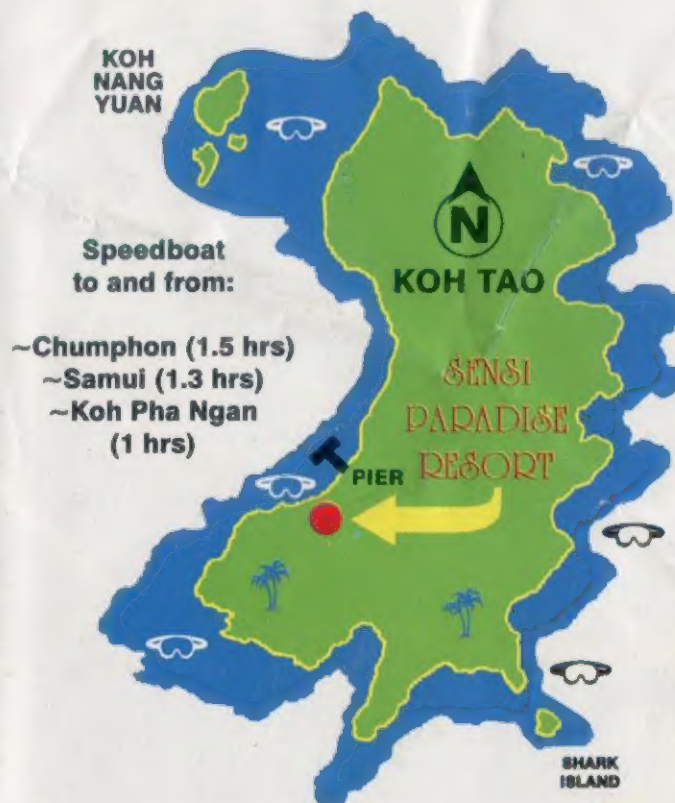 KOH
NANG
YUAN
Speedboat
to and from:
~Chumphon (1.5 hrs)
~Samui (1.3 hrs)
~Koh Pha Ngan
(1 hrs)
N
KOH TAO
SENSI
PARADISE
RESORT
PIER
SHARK
ISLAND